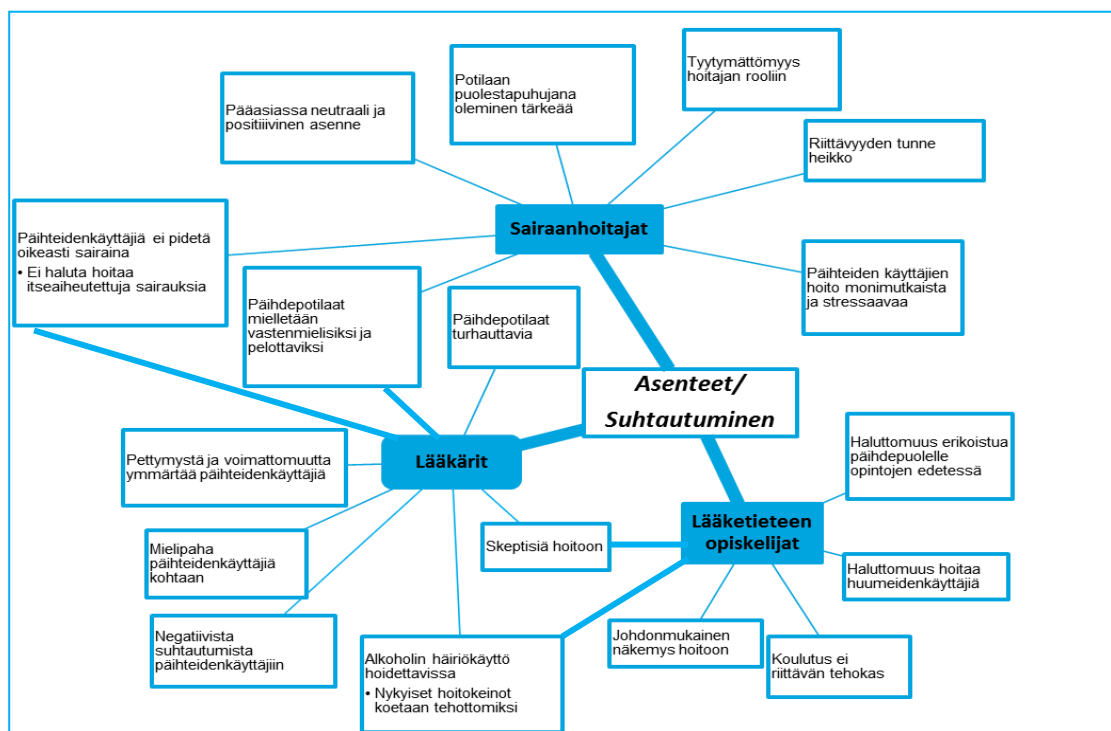 Tyytymättömyys
hoitajan rooliin
Potilaan
puolestapuhujana
oleminen tärkeää
Pääasiassa neutraali ja
positiiivinen asenne
Riittävyyden tunne
heikko
Sairaanhoitajat
Päihteidenkäyttäjiä ei pidetä
oikeasti sairaina
• Ei haluta hoitaa
itseaiheutettuja sairauksia
Päihteiden käyttäjien
hoito monimutkaista
ja stressaavaa
Päihdepotilaat
mielletään
vastenmielisiksi ja
pelottaviksi
Päihdepotilaat
turhauttavia
Asenteet/
Suhtautuminen
Haluttomuus erikoistua
päihdepuolelle
opintojen edetessä
Lääkärit
Pettymystä ja voimattomuutta
ymmärtää päihteidenkäyttäjiä
Lääketieteen
opiskelijat
Skeptisiä hoitoon
Mielipaha
päihteidenkäyttäjiä
kohtaan
Haluttomuus hoitaa
huumeidenkäyttäjiä
Negatiivista
suhtautumista
päihteidenkäyttäjiin
Johdonmukainen
näkemys hoitoon
Koulutus ei
riittävän tehokas
Alkoholin häiriökäyttö
hoidettavissa
• Nykyiset hoitokeinot
koetaan tehottomiksi